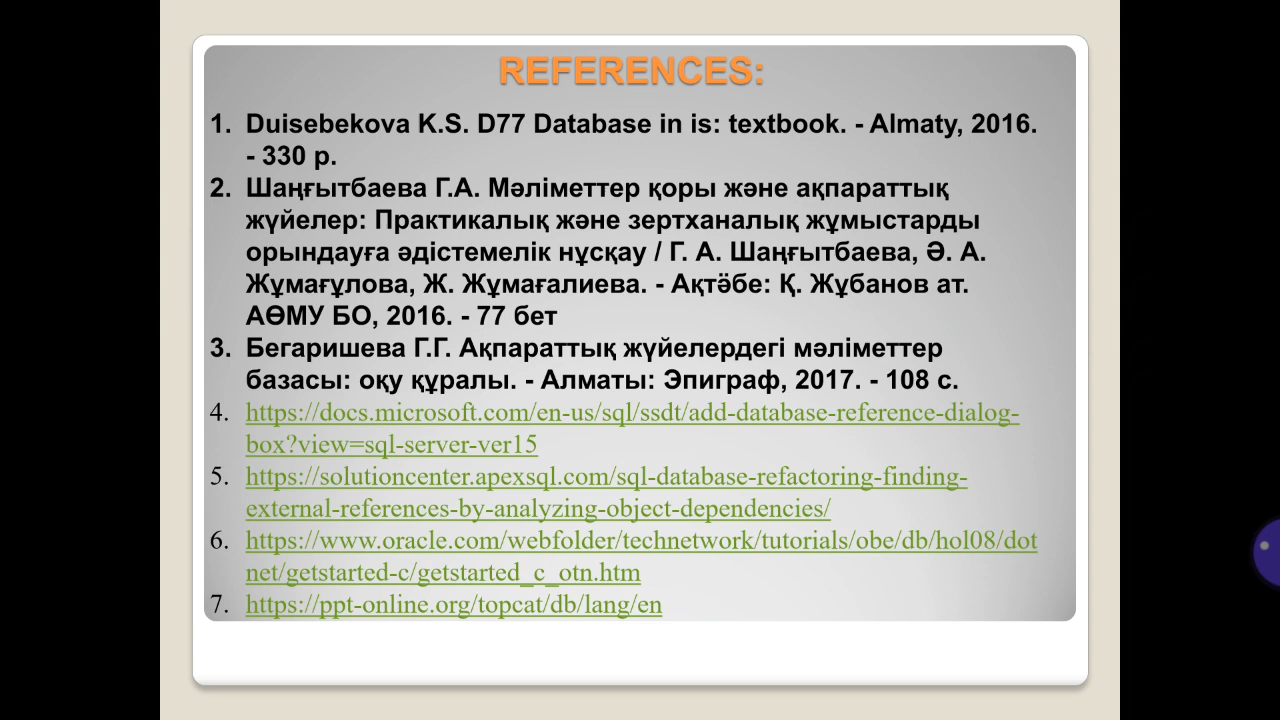 REFERENCES:
1. Duisebekova K.S. D77 Database in is: textbook. - Almaty, 2016.
- 330 p.
2. Шаңғытбаева Г.А. Мәліметтер қоры және ақпараттық
жүйелер: Практикалық және зертханалық жұмыстарды
орындауға әдістемелік нұсқау / Г. А. Шаңғытбаева, Ә. А.
Жұмағұлова, Ж. Жұмағалиева. - Ақтӛбе: Қ. Жұбанов ат.
АӨМУ БО, 2016. - 77 бет
3. Бегаришева Г.Г. Ақпараттық жүйелердегі мәліметтер
базасы: оқу құралы. - Алматы: Эпиграф, 2017. - 108 с.
4. https://docs.microsoft.com/en-us/sql/ssdt/add-database-reference-dialog-
box?view=sql-server-ver15
5. https://solutioncenter.apexsql.com/sql-database-refactoring-finding-
external-references-by-analyzing-object-dependencies/
6. https://www.oracle.com/webfolder/technetwork/tutorials/obe/db/hol08/dot
net/getstarted-c/getstarted_c_otn.htm
7. https://ppt-online.org/topcat/db/lang/en